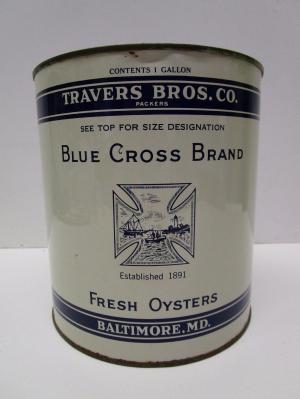 CONTENTS 1 GALLON
TRAVERS BROS. CO.
PACKERS
SEE TOP FOR SIZE DESIGNATION
BLUE CROSS BRAND
Established 1891
FRESH OYSTERS
BALTIMORE, MD.